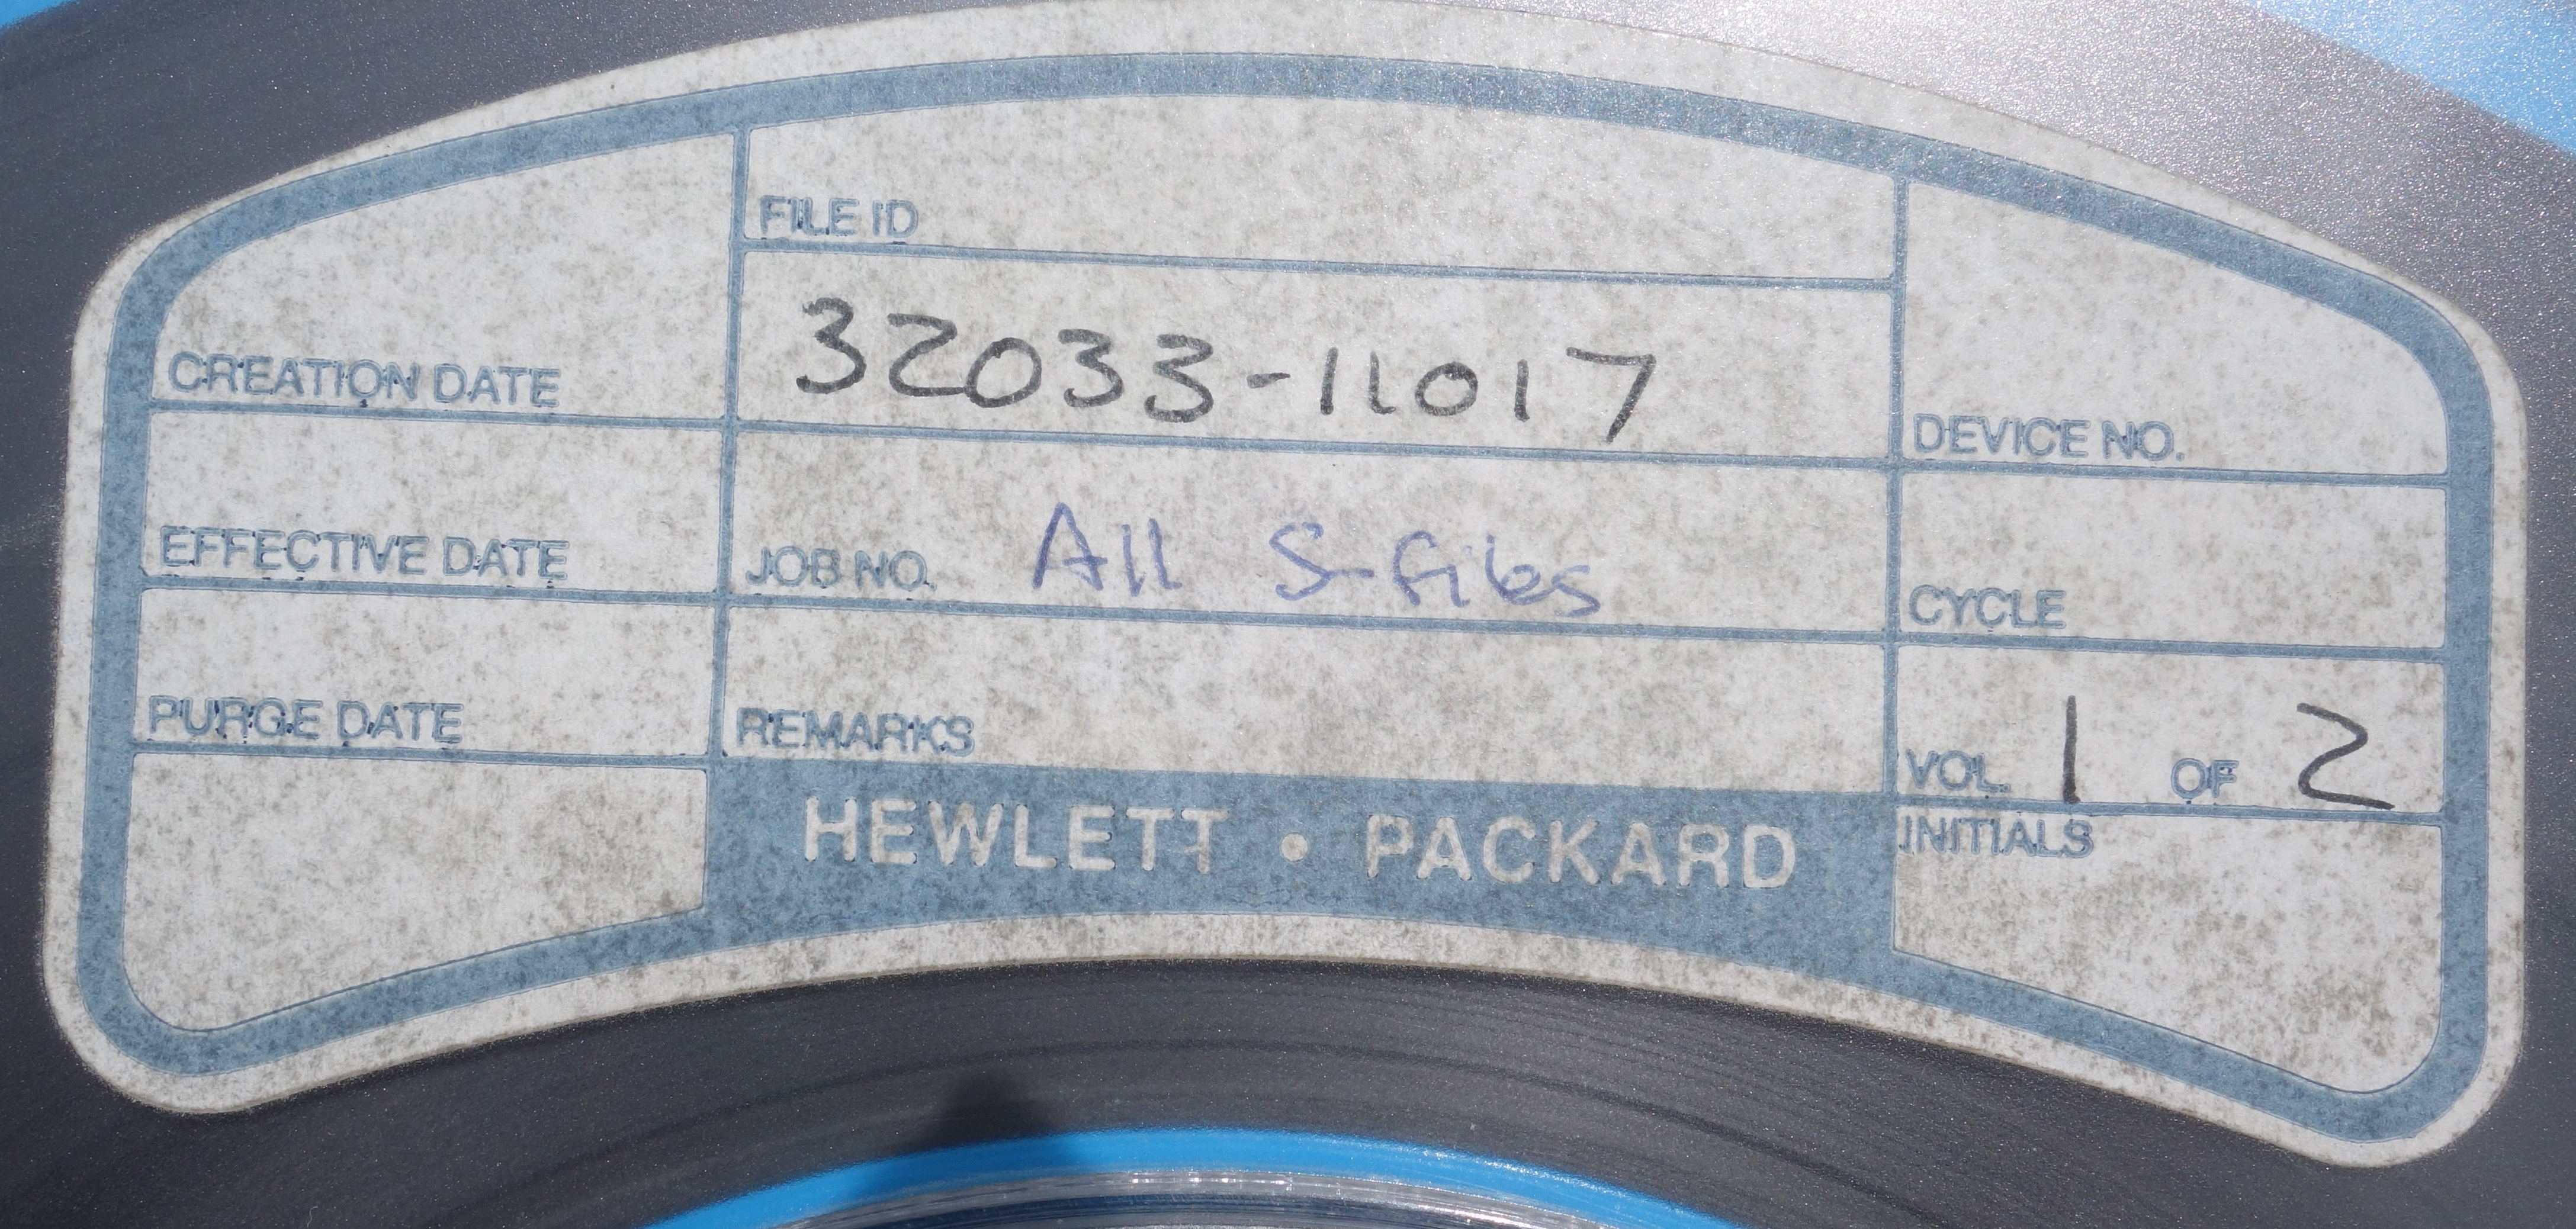 FILE ID
32033-11017
CREATION DATE
DEVICE NO.
EFFECTIVE DATE
JOB NO. All S-files
CYCLE
PURGE DATE
REMARKS
VOL. 1 OF 2
HEWLETT • PACKARD
INITIALS